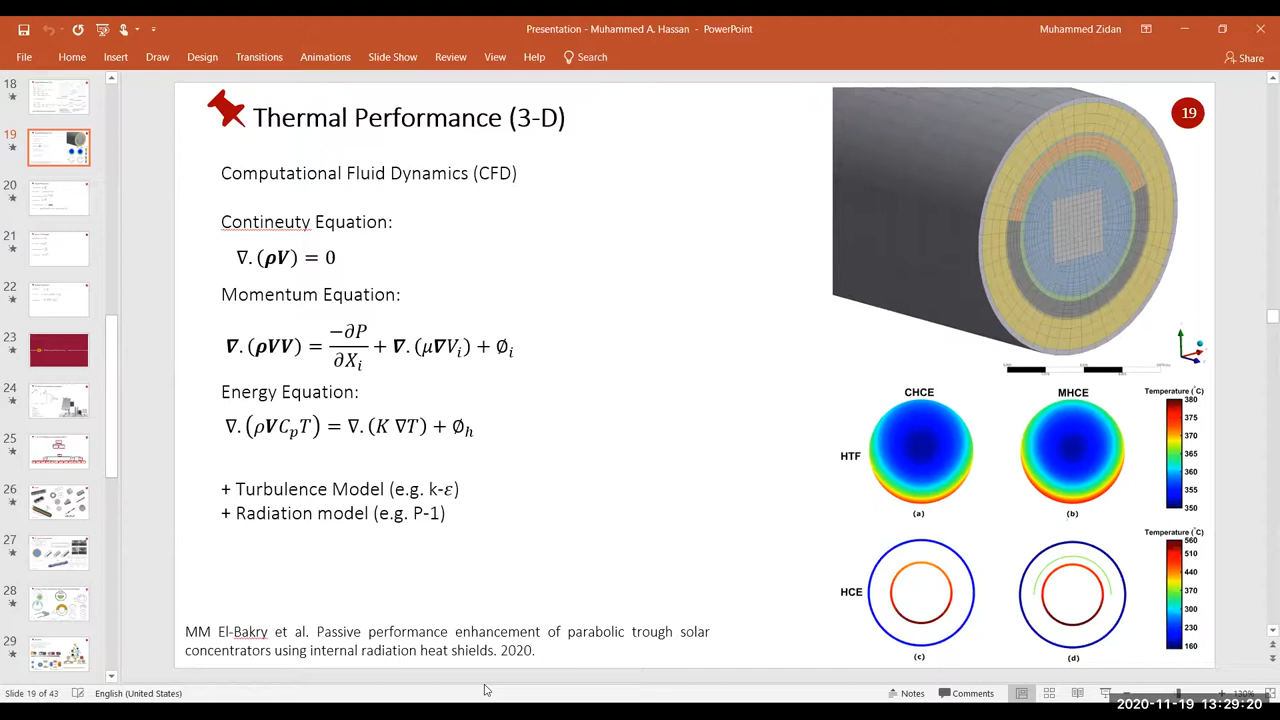 Presentation - Muhammed A. Hassan - PowerPoint
Muhammed Zidan
File Home Insert Draw Design Transitions Animations Slide Show Review View Help Search Share
18
19
20
21
22
23
24
25
26
27
28
29
Thermal Performance (3-D)
19
Computational Fluid Dynamics (CFD)
Contineuty Equation:
∇. (ρV) = 0
Momentum Equation:
∇. (ρVV) = −∂P/∂Xᵢ + ∇. (μ∇Vᵢ) + ∅ᵢ
Energy Equation:
∇. (ρVCₚT) = ∇. (K ∇T) + ∅ₕ
+ Turbulence Model (e.g. k-ε)
+ Radiation model (e.g. P-1)
MM El-Bakry et al. Passive performance enhancement of parabolic trough solar
concentrators using internal radiation heat shields. 2020.
CHCE MHCE Temperature (°C)
380
375
370
365
360
355
350
HTF
(a) (b)
Temperature (°C)
560
510
440
370
300
230
160
HCE
(c) (d)
Slide 19 of 43 English (United States) Notes Comments 130%
2020-11-19 13:29:20